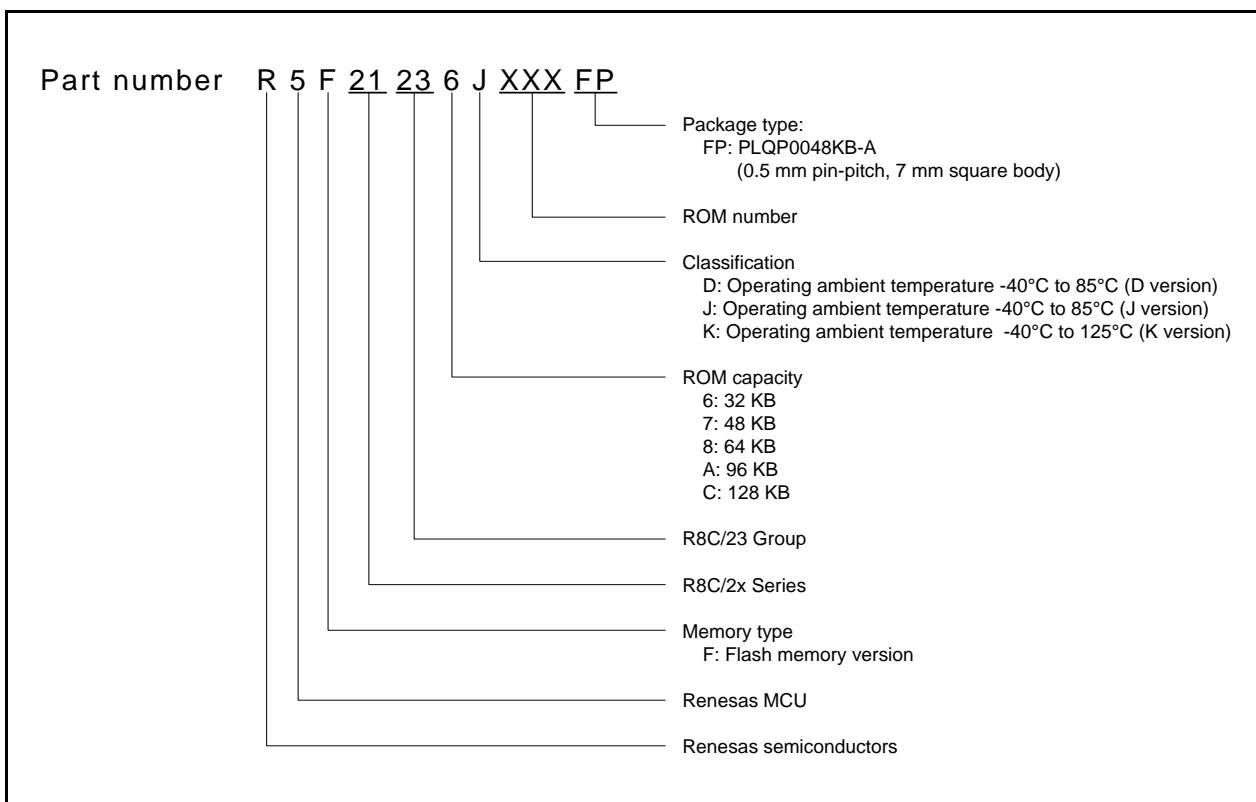 Part number R 5 F 21 23 6 J XXX FP
Package type:
FP: PLQP0048KB-A
(0.5 mm pin-pitch, 7 mm square body)
ROM number
Classification
D: Operating ambient temperature -40°C to 85°C (D version)
J: Operating ambient temperature -40°C to 85°C (J version)
K: Operating ambient temperature -40°C to 125°C (K version)
ROM capacity
6: 32 KB
7: 48 KB
8: 64 KB
A: 96 KB
C: 128 KB
R8C/23 Group
R8C/2x Series
Memory type
F: Flash memory version
Renesas MCU
Renesas semiconductors